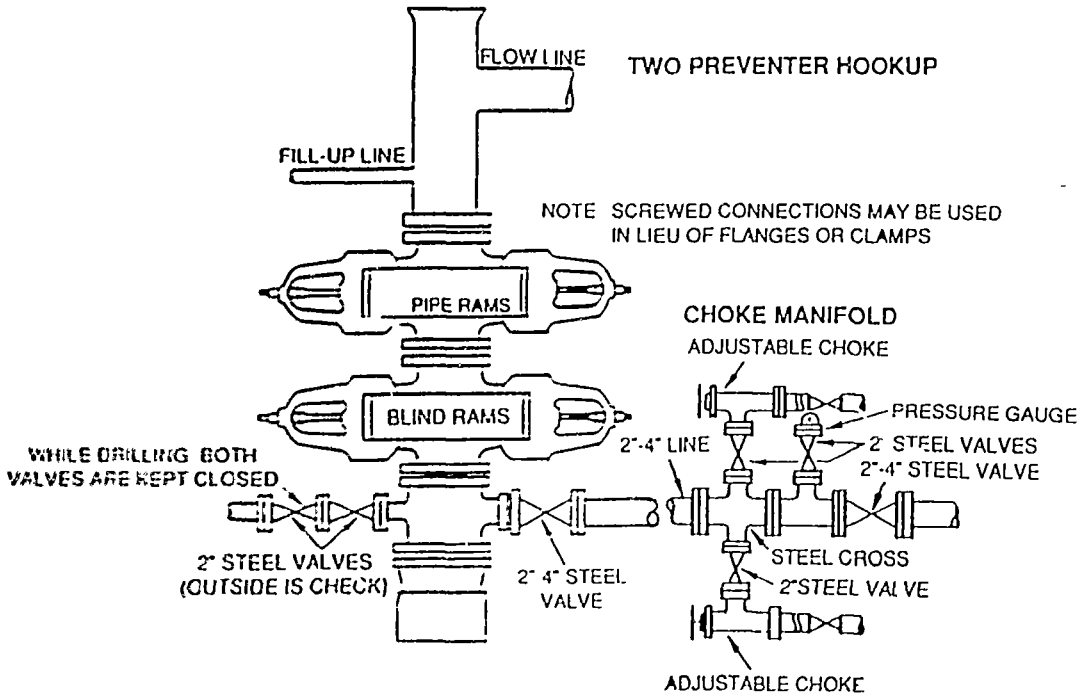 FLOW LINE
TWO PREVENTER HOOKUP
FILL-UP LINE
NOTE SCREWED CONNECTIONS MAY BE USED
IN LIEU OF FLANGES OR CLAMPS
PIPE RAMS
CHOKE MANIFOLD
ADJUSTABLE CHOKE
BLIND RAMS
PRESSURE GAUGE
WHILE DRILLING BOTH
VALVES ARE KEPT CLOSED
2"-4" LINE
2" STEEL VALVES
2"-4" STEEL VALVE
2" STEEL VALVES
(OUTSIDE IS CHECK)
2"-4" STEEL
VALVE
STEEL CROSS
2" STEEL VALVE
ADJUSTABLE CHOKE